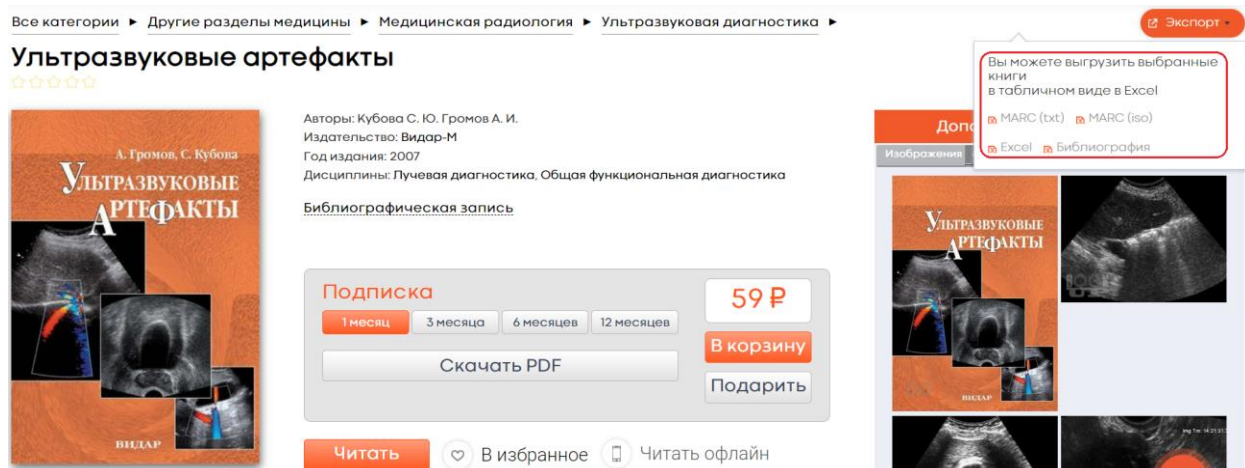 Все категории ► Другие разделы медицины ► Медицинская радиология ► Ультразвуковая диагностика ►
Экспорт
Ультразвуковые артефакты
Вы можете выгрузить выбранные
книги
в табличном виде в Excel
MARC (txt) MARC (iso)
Excel Библиография
А. Громов, С. Кубова
УЛЬТРАЗВУКОВЫЕ
АРТЕФАКТЫ
ВИДАР
Авторы: Кубова С. Ю. Громов А. И.
Издательство: Видар-М
Год издания: 2007
Дисциплины: Лучевая диагностика, Общая функциональная диагностика
Библиографическая запись
Подписка
1 месяц 3 месяца 6 месяцев 12 месяцев
Скачать PDF
59 ₽
В корзину
Подарить
Читать В избранное Читать офлайн
Изображения
УЛЬТРАЗВУКОВЫЕ
АРТЕФАКТЫ
ВИДАР